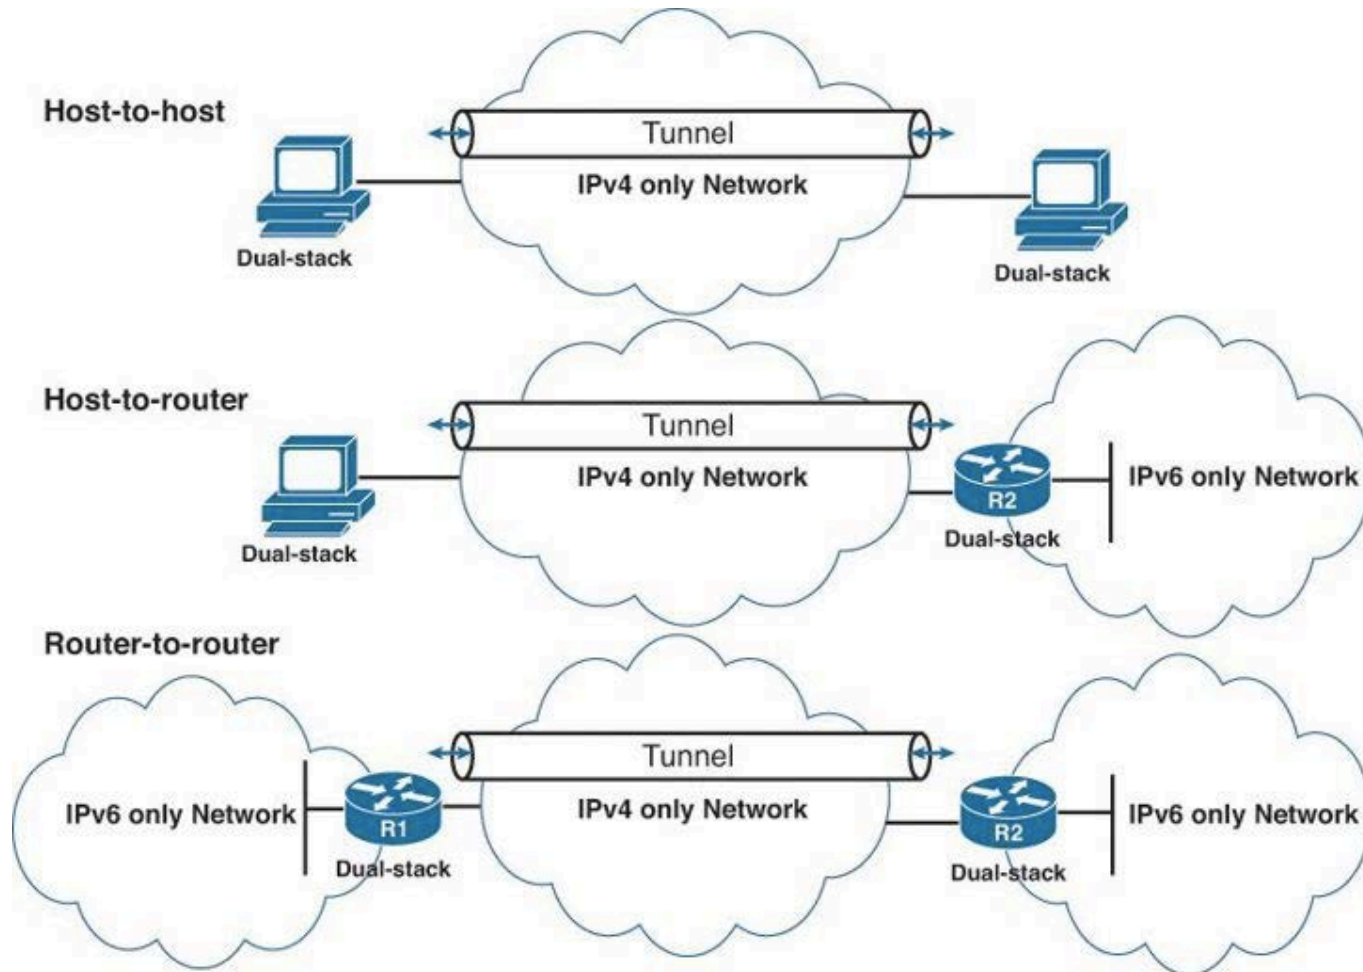 Host-to-host
Tunnel
IPv4 only Network
Dual-stack
Dual-stack
Host-to-router
Tunnel
IPv4 only Network
R2
IPv6 only Network
Dual-stack
Dual-stack
Router-to-router
Tunnel
IPv6 only Network
R1
IPv4 only Network
R2
IPv6 only Network
Dual-stack
Dual-stack